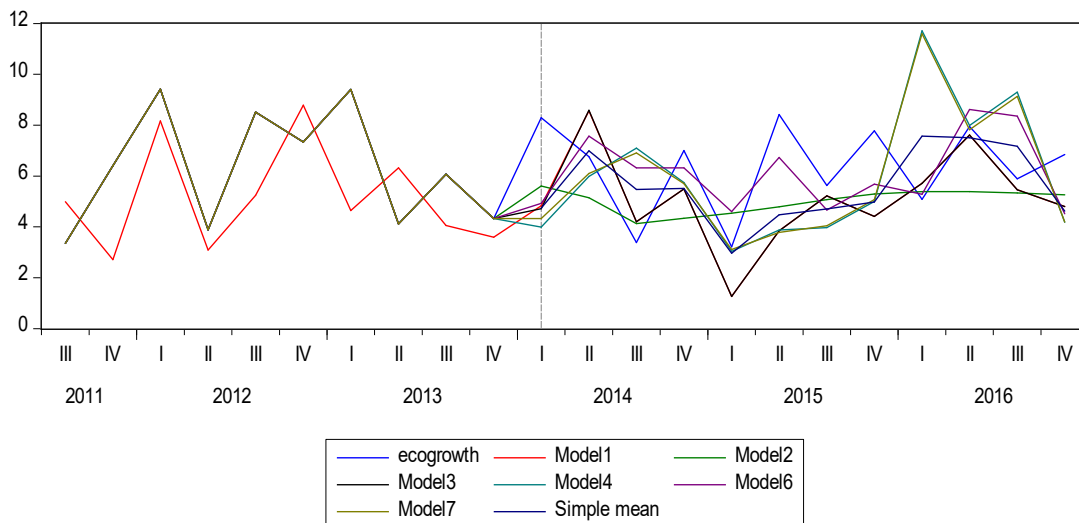 12
10
8
6
4
2
0
III IV I II III IV I II III IV I II III IV I II III IV I II III IV
2011 2012 2013 2014 2015 2016
ecogrowth Model1 Model2
Model3 Model4 Model6
Model7 Simple mean